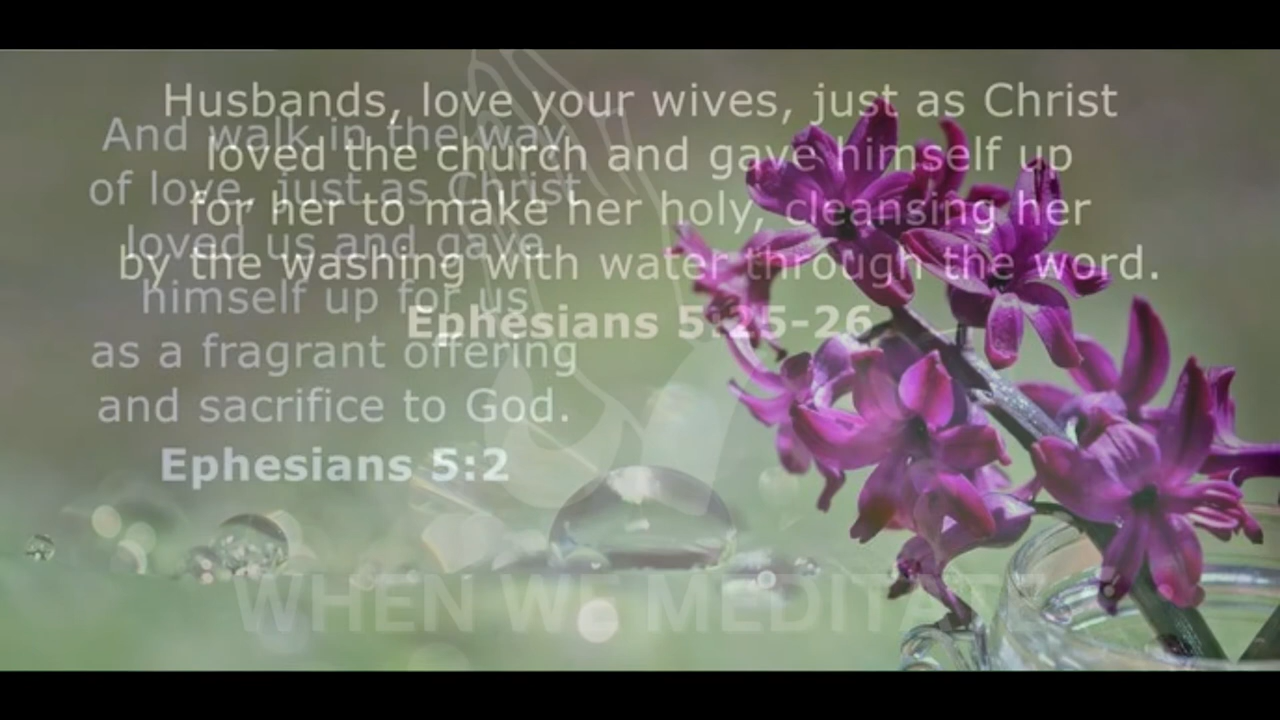 Husbands, love your wives, just as Christ
loved the church and gave himself up
for her to make her holy, cleansing her
by the washing with water through the word.
Ephesians 5:25-26
And walk in the way
of love, just as Christ
loved us and gave
himself up for us
as a fragrant offering
and sacrifice to God.
Ephesians 5:2
WHEN WE MEDITATE